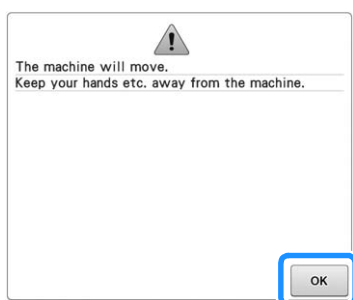 The machine will move.
Keep your hands etc. away from the machine.
OK